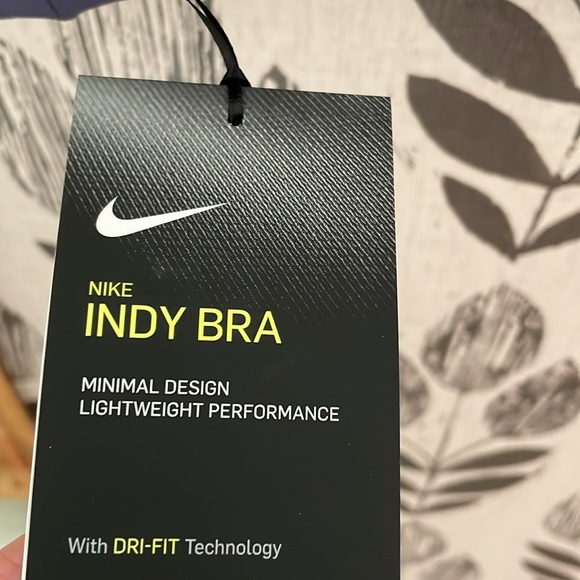 NIKE
INDY BRA
MINIMAL DESIGN
LIGHTWEIGHT PERFORMANCE
With DRI-FIT Technology